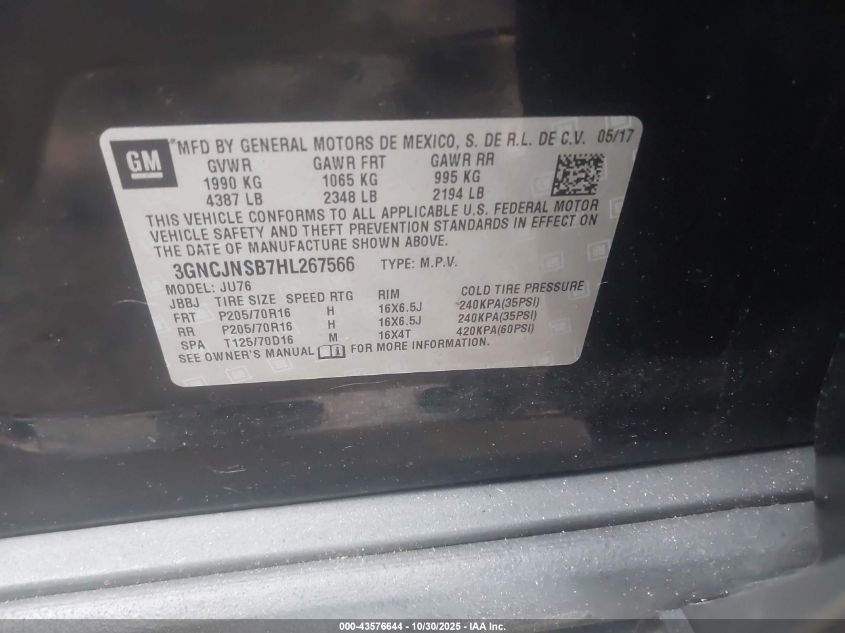 GM
*MFD BY GENERAL MOTORS DE MEXICO, S. DE R.L. DE C.V. 05/17
GVWR GAWR FRT GAWR RR
1990 KG 1065 KG 995 KG
4387 LB 2348 LB 2194 LB
THIS VEHICLE CONFORMS TO ALL APPLICABLE U.S. FEDERAL MOTOR
VEHICLE SAFETY AND THEFT PREVENTION STANDARDS IN EFFECT ON
THE DATE OF MANUFACTURE SHOWN ABOVE.
3GNCJNSB7HL267566 TYPE: M.P.V.
MODEL: JU76
JBBJ TIRE SIZE SPEED RTG RIM COLD TIRE PRESSURE
FRT P205/70R16 H 16X6.5J 240KPA(35PSI)
RR P205/70R16 H 16X6.5J 240KPA(35PSI)
SPA T125/70D16 M 16X4T 420KPA(60PSI)
SEE OWNER'S MANUAL FOR MORE INFORMATION.
000-43576644 - 10/30/2025 - IAA Inc.